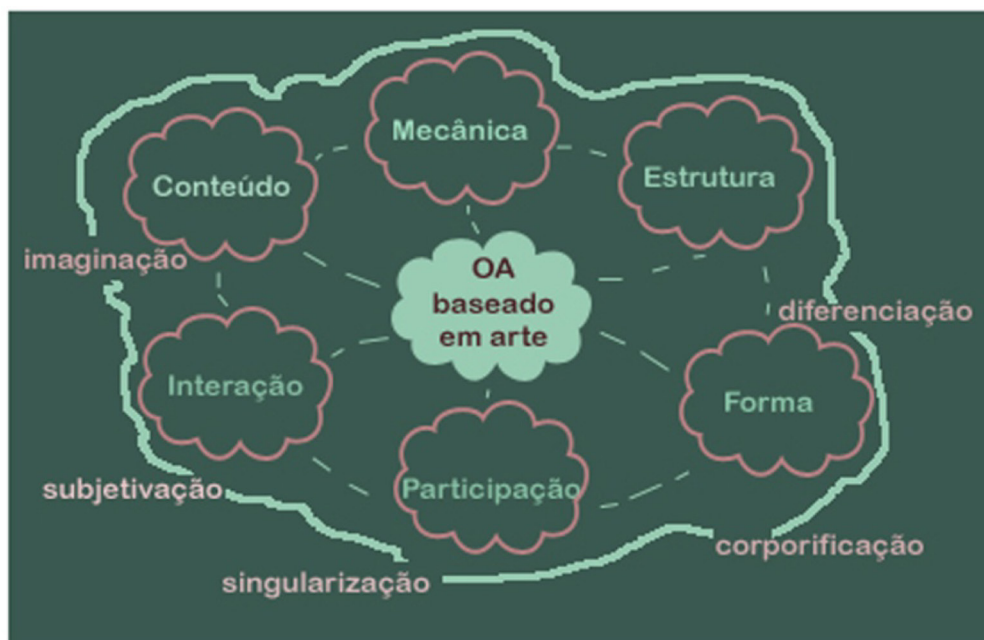 Mecânica
Conteúdo
Estrutura
imaginação
OA
baseado
em arte
diferenciação
Interação
Forma
subjetivação
Participação
corporificação
singularização